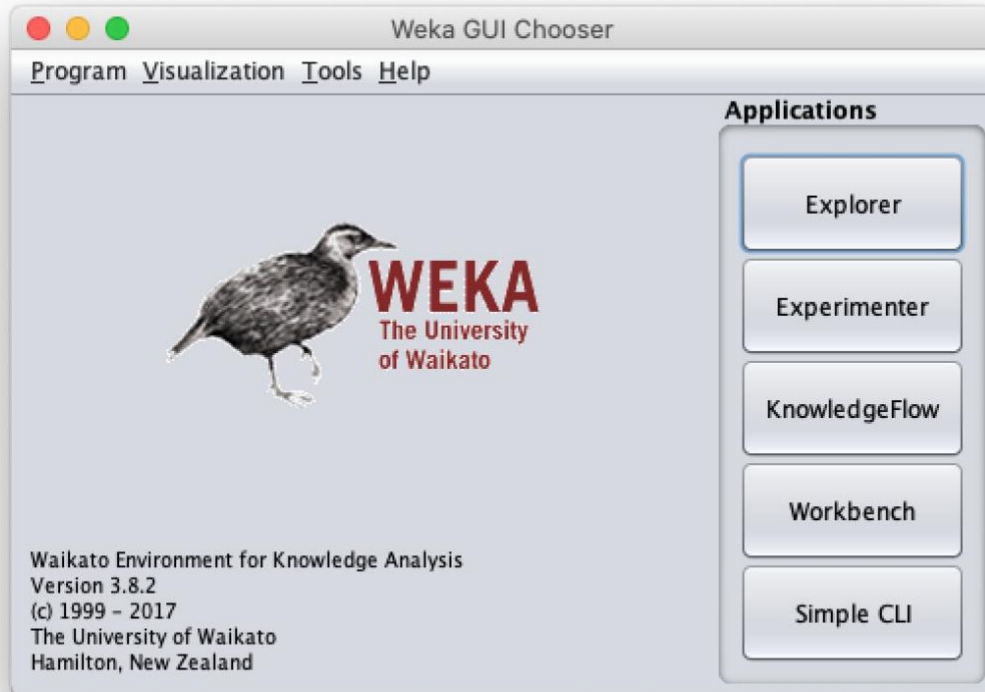 Weka GUI Chooser
Program Visualization Tools Help
Applications
Explorer
Experimenter
KnowledgeFlow
Workbench
Simple CLI
WEKA
The University
of Waikato
Waikato Environment for Knowledge Analysis
Version 3.8.2
(c) 1999 – 2017
The University of Waikato
Hamilton, New Zealand